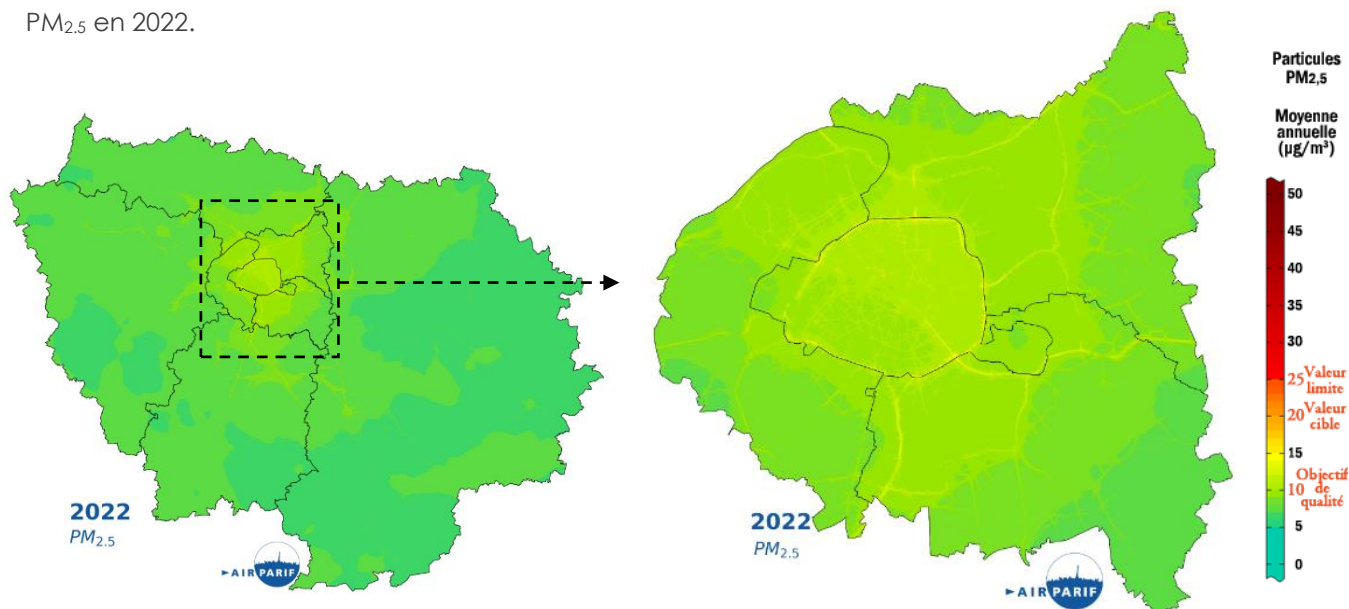 PM2.5 en 2022.
2022
PM2.5
AIRPARIF
2022
PM2.5
AIRPARIF
Particules
PM2,5
Moyenne
annuelle
(µg/m³)
50
45
40
35
30
25 Valeur
limite
20 Valeur
cible
15
Objectif
10 de
qualité
5
0